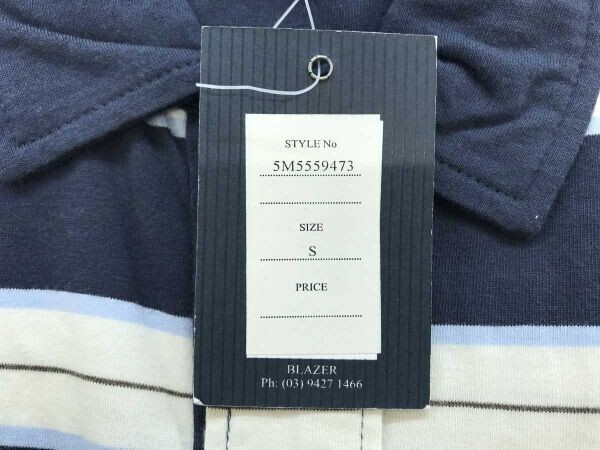 STYLE No
5M5559473
SIZE
S
PRICE
BLAZER
Ph: (03) 9427 1466